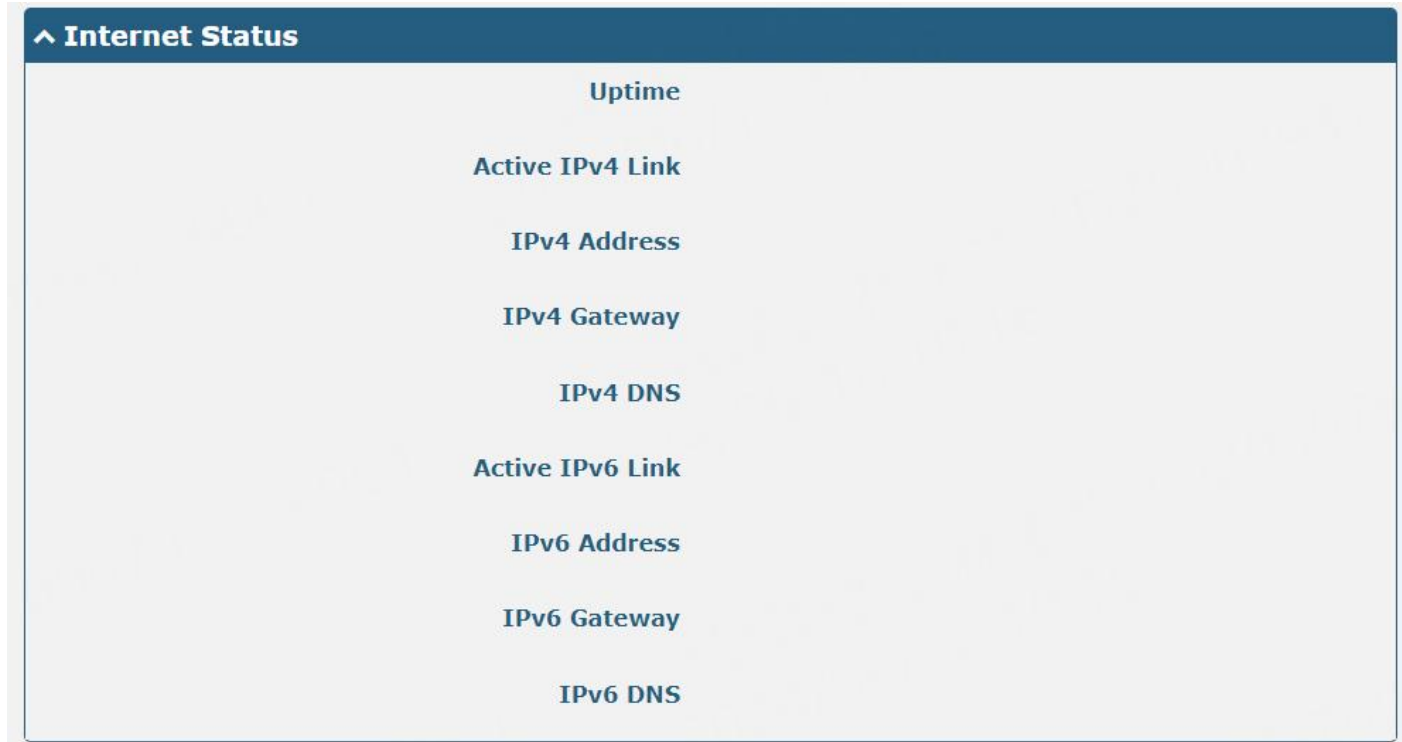 Internet Status
Uptime
Active IPv4 Link
IPv4 Address
IPv4 Gateway
IPv4 DNS
Active IPv6 Link
IPv6 Address
IPv6 Gateway
IPv6 DNS